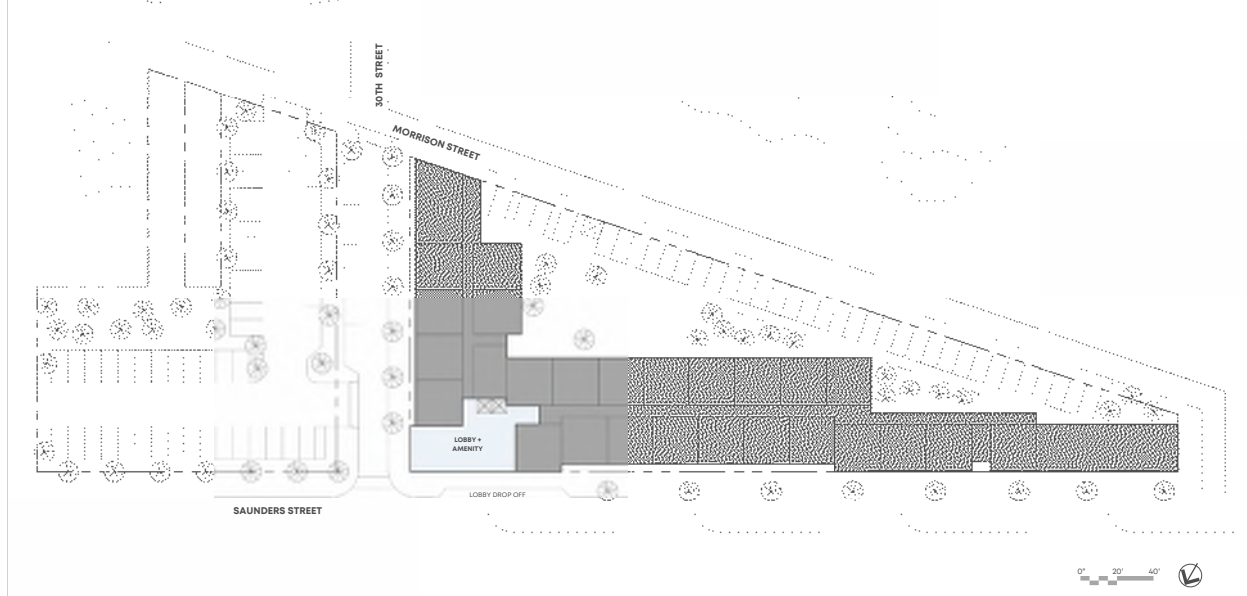 30TH STREET
MORRISON STREET
LOBBY +
AMENITY
LOBBY DROP OFF
SAUNDERS STREET
0" 20' 40'